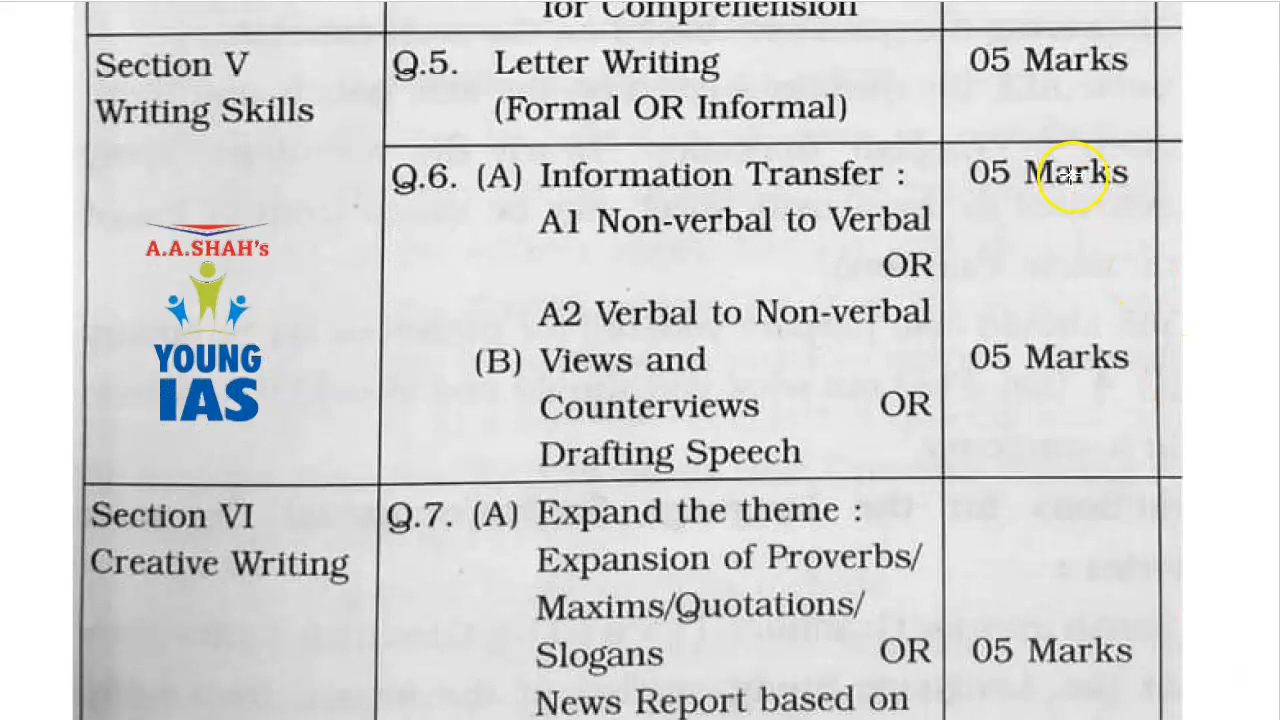 for Comprehension
Section V
Writing Skills
Q.5. Letter Writing
(Formal OR Informal)
05 Marks
Q.6. (A) Information Transfer :
A1 Non-verbal to Verbal
OR
A2 Verbal to Non-verbal
05 Marks
(B) Views and
Counterviews OR
Drafting Speech
05 Marks
A.A.SHAH's
YOUNG
IAS
Section VI
Creative Writing
Q.7. (A) Expand the theme :
Expansion of Proverbs/
Maxims/Quotations/
Slogans OR
05 Marks
News Report based on